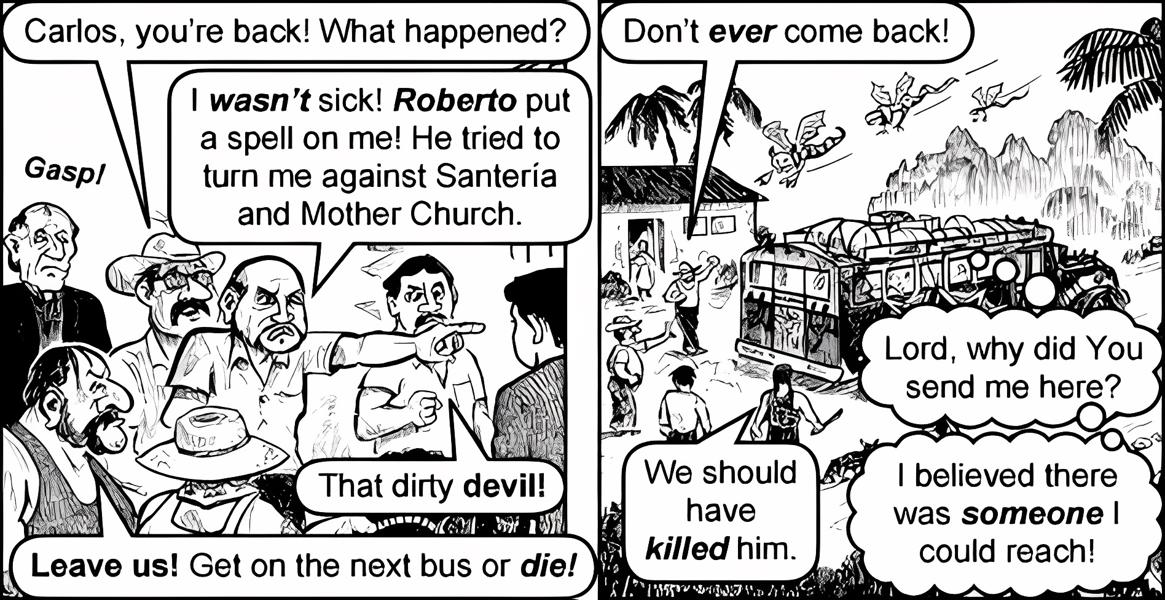 Carlos, you're back! What happened?
I wasn't sick! Roberto put
a spell on me! He tried to
turn me against Santería
and Mother Church.
Gasp!
That dirty devil!
Leave us! Get on the next bus or die!
Don't ever come back!
We should
have
killed him.
Lord, why did You
send me here?
I believed there
was someone I
could reach!